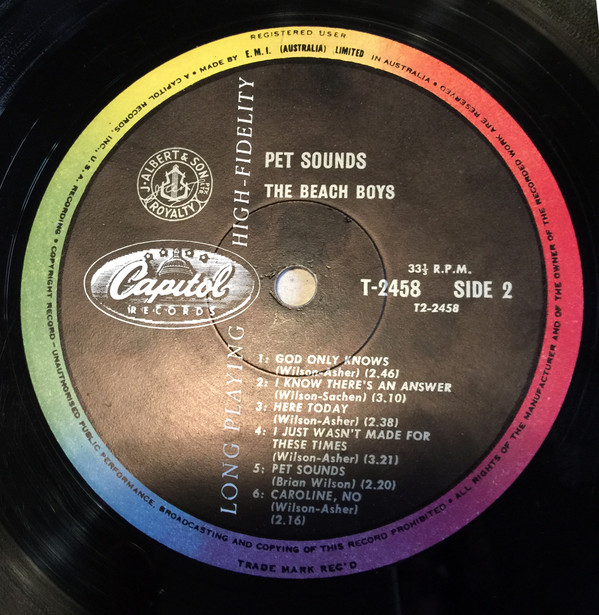 REGISTERED USER
• MADE BY E.M.I. (AUSTRALIA) LIMITED IN AUSTRALIA •
ALL RIGHTS OF THE MANUFACTURER AND OF THE OWNER OF THE RECORDED WORK ARE RESERVED •
A CAPITOL RECORDS, INC., U.S.A. RECORDING • COPYRIGHT RECORD—UNAUTHORISED PUBLIC PERFORMANCE, BROADCASTING AND COPYING OF THIS RECORD PROHIBITED •
TRADE MARK REG'D
J. ALBERT & SON PTY. LTD.
ROYALTY
LONG PLAYING HIGH-FIDELITY
PET SOUNDS
THE BEACH BOYS
Capitol
RECORDS
33⅓ R.P.M.
T-2458 SIDE 2
T2-2458
1: GOD ONLY KNOWS
(Wilson-Asher) (2.46)
2: I KNOW THERE'S AN ANSWER
(Wilson-Sachen) (3.10)
3: HERE TODAY
(Wilson-Asher) (2.38)
4: I JUST WASN'T MADE FOR
THESE TIMES
(Wilson-Asher) (3.21)
5: PET SOUNDS
(Brian Wilson) (2.20)
6: CAROLINE, NO
(Wilson-Asher)
(2.16)